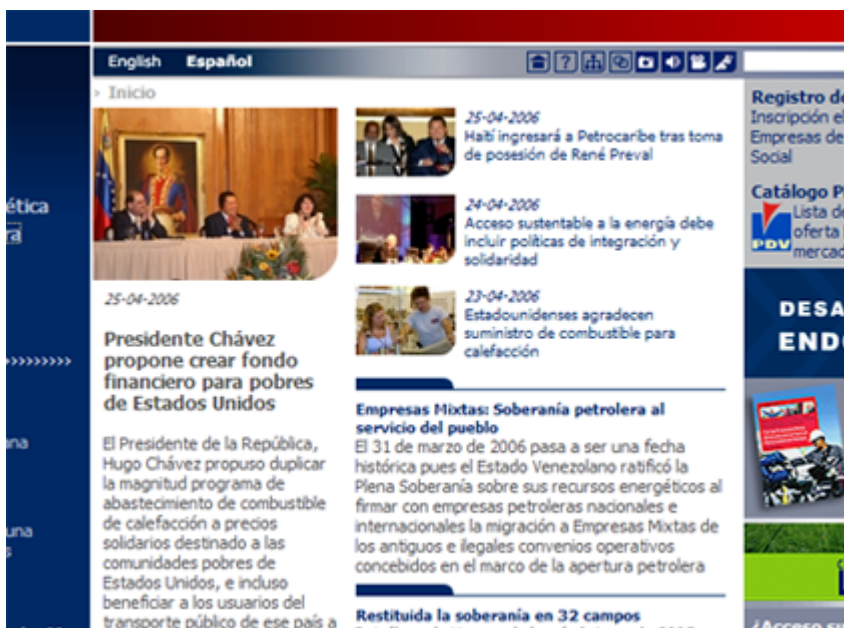 English Español
> Inicio
25-04-2006
Presidente Chávez
propone crear fondo
financiero para pobres
de Estados Unidos
El Presidente de la República,
Hugo Chávez propuso duplicar
la magnitud programa de
abastecimiento de combustible
de calefacción a precios
solidarios destinado a las
comunidades pobres de
Estados Unidos, e incluso
beneficiar a los usuarios del
transporte público de ese país a
25-04-2006
Haití ingresará a Petrocaribe tras toma
de posesión de René Preval
24-04-2006
Acceso sustentable a la energía debe
incluir políticas de integración y
solidaridad
23-04-2006
Estadounidenses agradecen
suministro de combustible para
calefacción
Empresas Mixtas: Soberanía petrolera al
servicio del pueblo
El 31 de marzo de 2006 pasa a ser una fecha
histórica pues el Estado Venezolano ratificó la
Plena Soberanía sobre sus recursos energéticos al
firmar con empresas petroleras nacionales e
internacionales la migración a Empresas Mixtas de
los antiguos e ilegales convenios operativos
concebidos en el marco de la apertura petrolera
Restituida la soberanía en 32 campos
ética
ra
>>>>>>>>>
na
una
s
Registro de
Inscripción el
Empresas de
Social
Catálogo P
Lista de
oferta
mercad
PDV
DESA
END
¿Acceso su